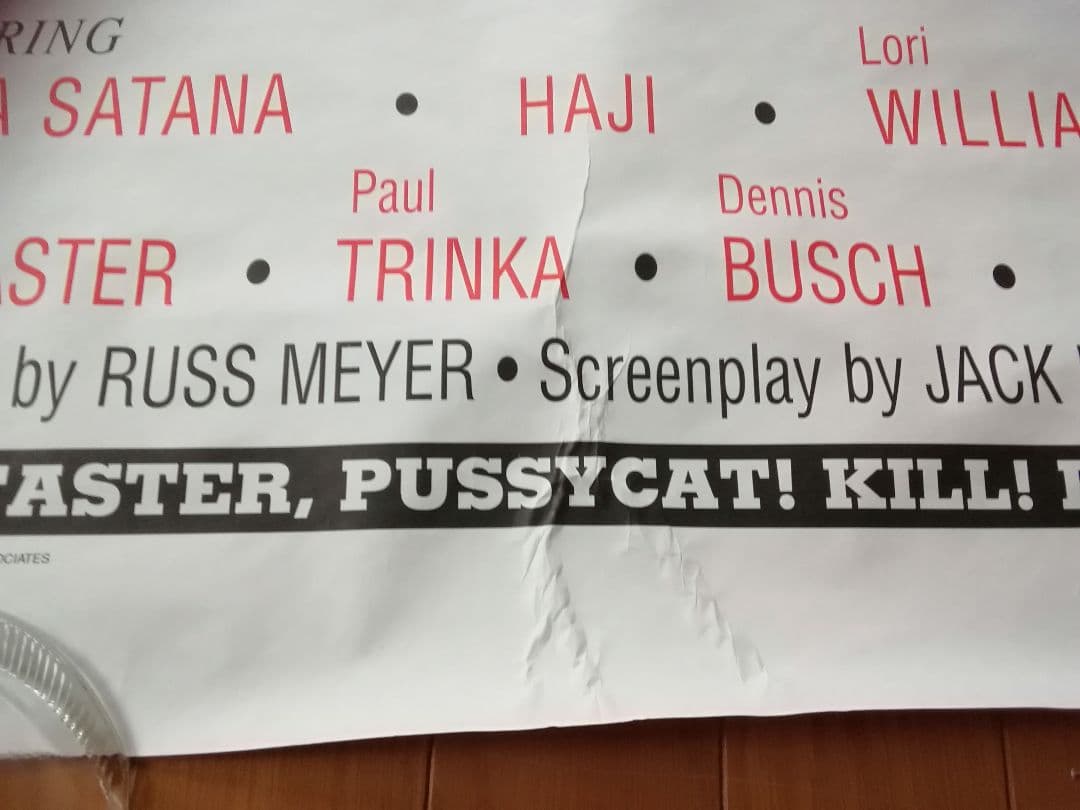 RING
Lori
SATANA • HAJI • WILLIA
Paul Dennis
ASTER • TRINKA • BUSCH •
by RUSS MEYER • Screenplay by JACK
FASTER, PUSSYCAT! KILL!
OCIATES